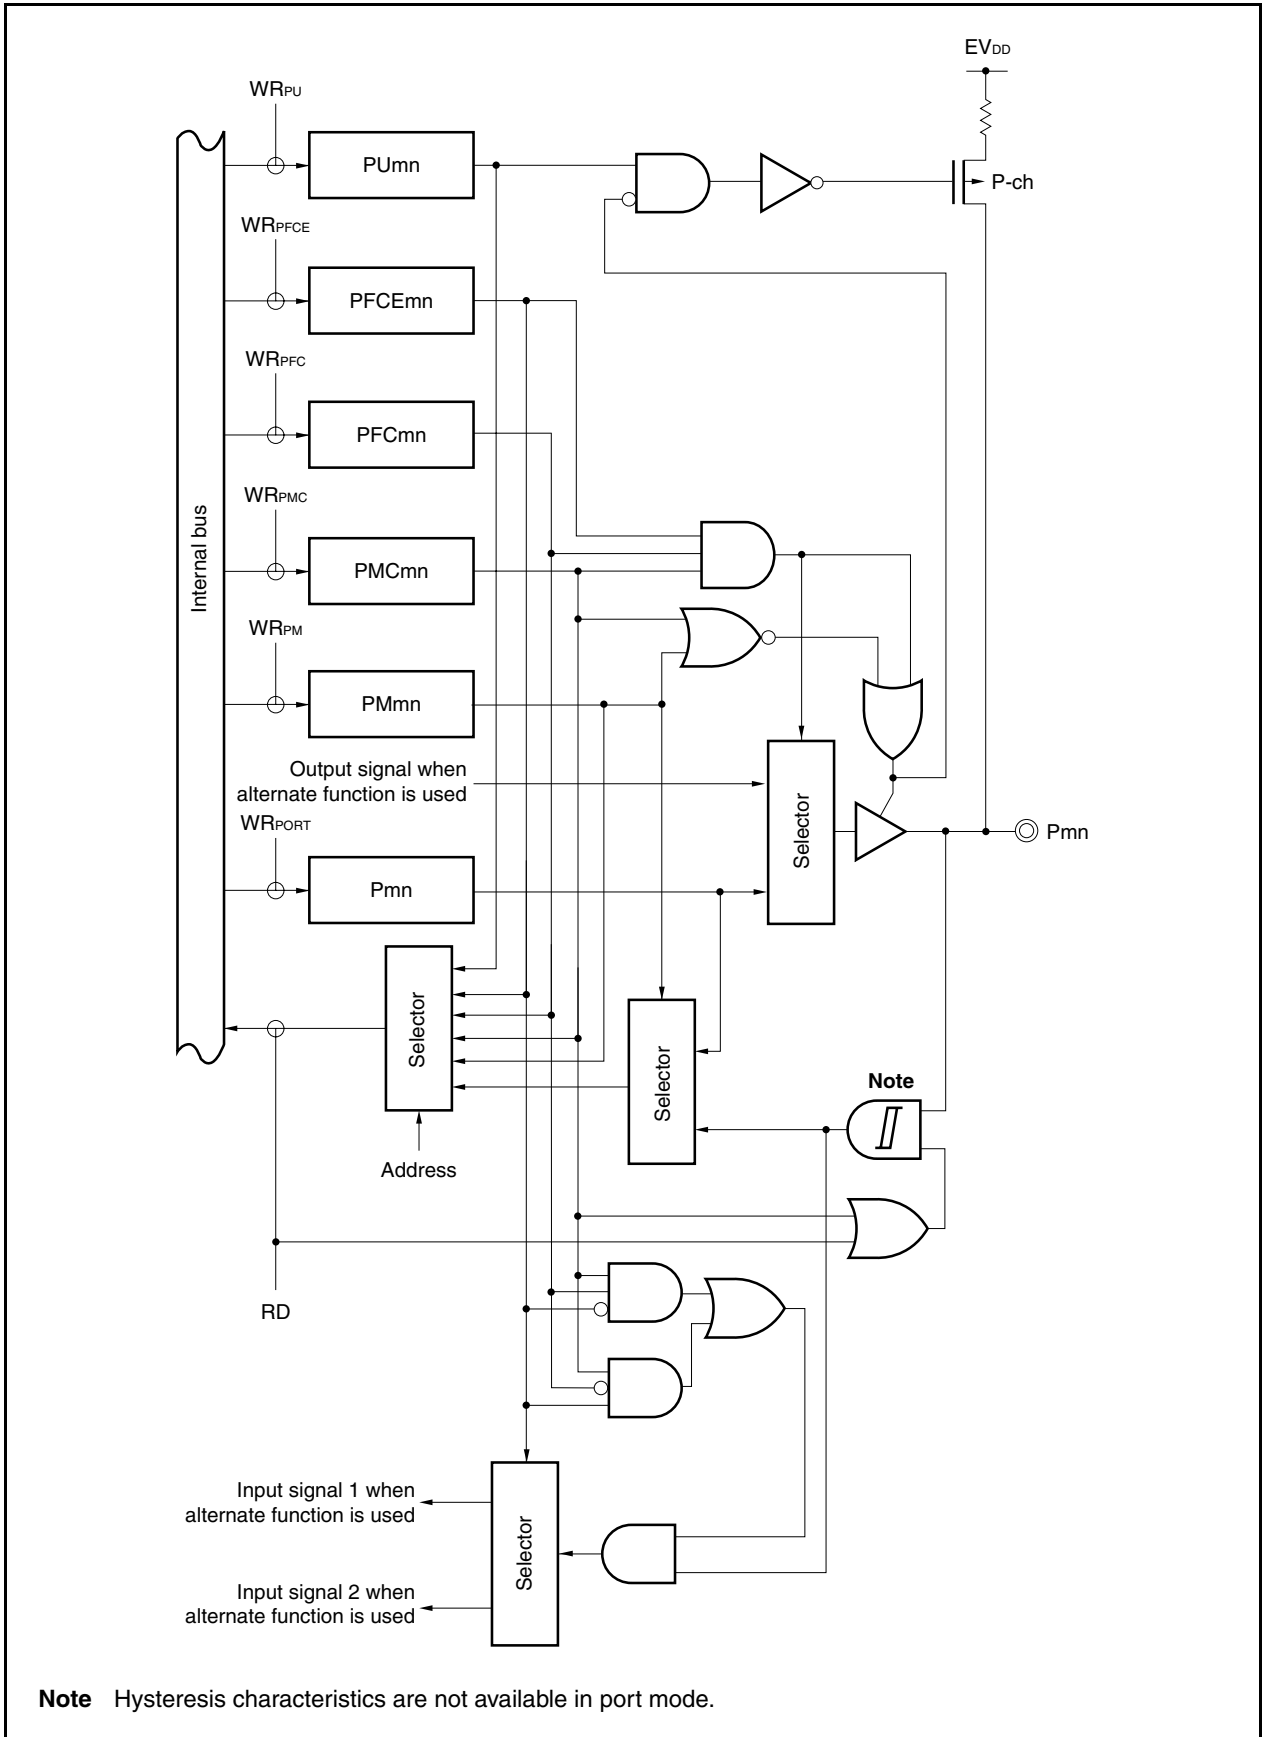 EVDD
WRPU
PUmn
P-ch
WRPFCE
PFCEmn
WRPFC
PFCmn
WRPMC
Internal bus
PMCmn
WRPM
PMmn
Output signal when
alternate function is used
Selector
WRPORT
Pmn
Pmn
Selector
Selector
Note
Address
RD
Input signal 1 when
alternate function is used
Selector
Input signal 2 when
alternate function is used
Note Hysteresis characteristics are not available in port mode.